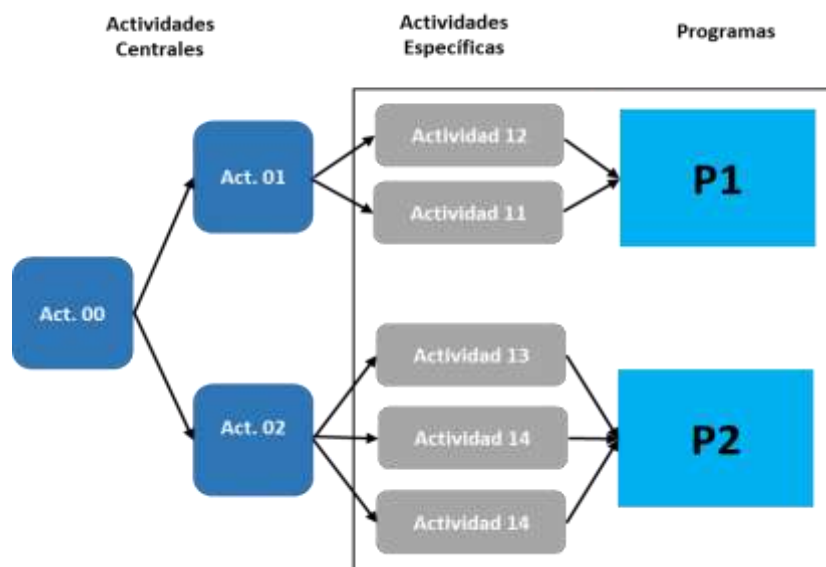 Actividades
Centrales
Actividades
Específicas
Programas
Act. 00
Act. 01
Act. 02
Actividad 12
Actividad 11
Actividad 13
Actividad 14
Actividad 14
P1
P2